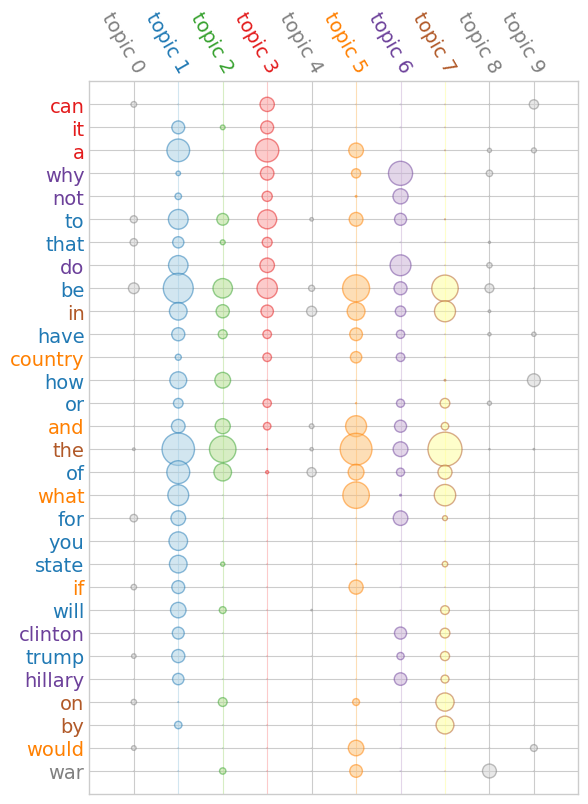 topic 0 topic 1 topic 2 topic 3 topic 4 topic 5 topic 6 topic 7 topic 8 topic 9
can
it
a
why
not
to
that
do
be
in
have
country
how
or
and
the
of
what
for
you
state
if
will
clinton
trump
hillary
on
by
would
war